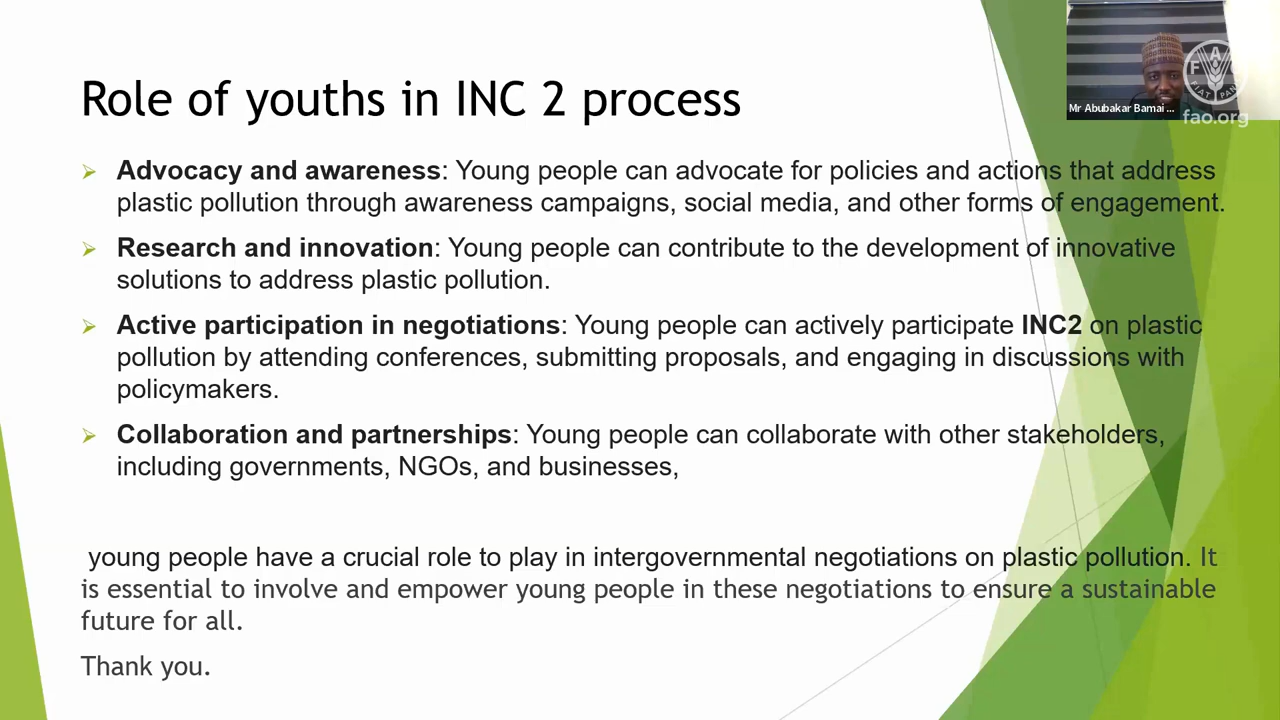 Role of youths in INC 2 process
Advocacy and awareness: Young people can advocate for policies and actions that address
plastic pollution through awareness campaigns, social media, and other forms of engagement.
Research and innovation: Young people can contribute to the development of innovative
solutions to address plastic pollution.
Active participation in negotiations: Young people can actively participate INC2 on plastic
pollution by attending conferences, submitting proposals, and engaging in discussions with
policymakers.
Collaboration and partnerships: Young people can collaborate with other stakeholders,
including governments, NGOs, and businesses,
young people have a crucial role to play in intergovernmental negotiations on plastic pollution. It
is essential to involve and empower young people in these negotiations to ensure a sustainable
future for all.
Thank you.
Mr Abubakar Bamai ...
F A
FIAT PANIS
fao.org